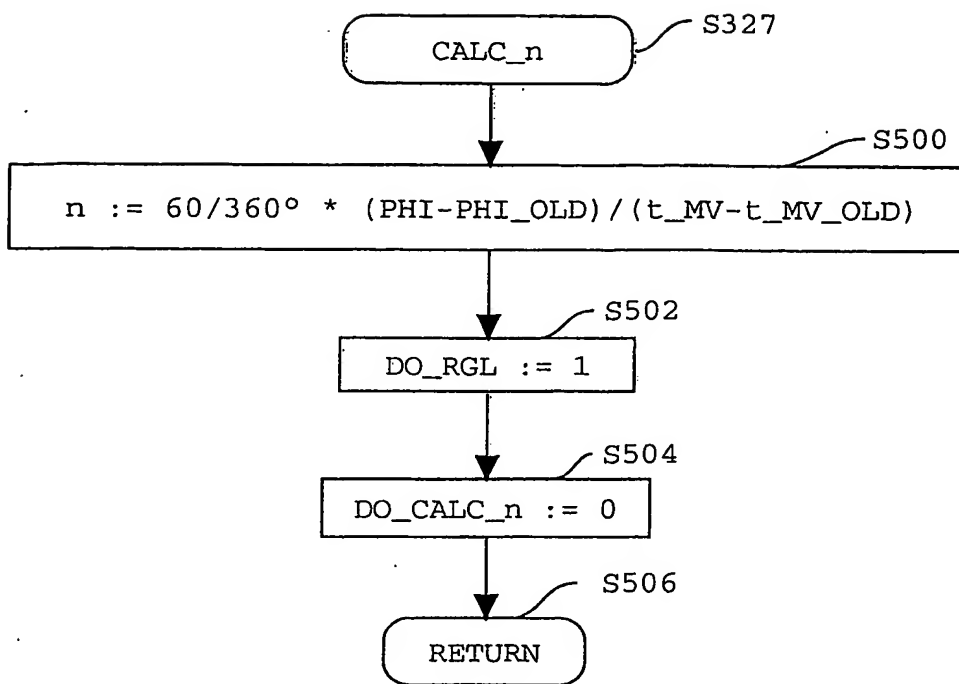 S327
CALC_n
S500
n := 60/360° * (PHI-PHI_OLD)/(t_MV-t_MV_OLD)
S502
DO_RGL := 1
S504
DO_CALC_n := 0
S506
RETURN